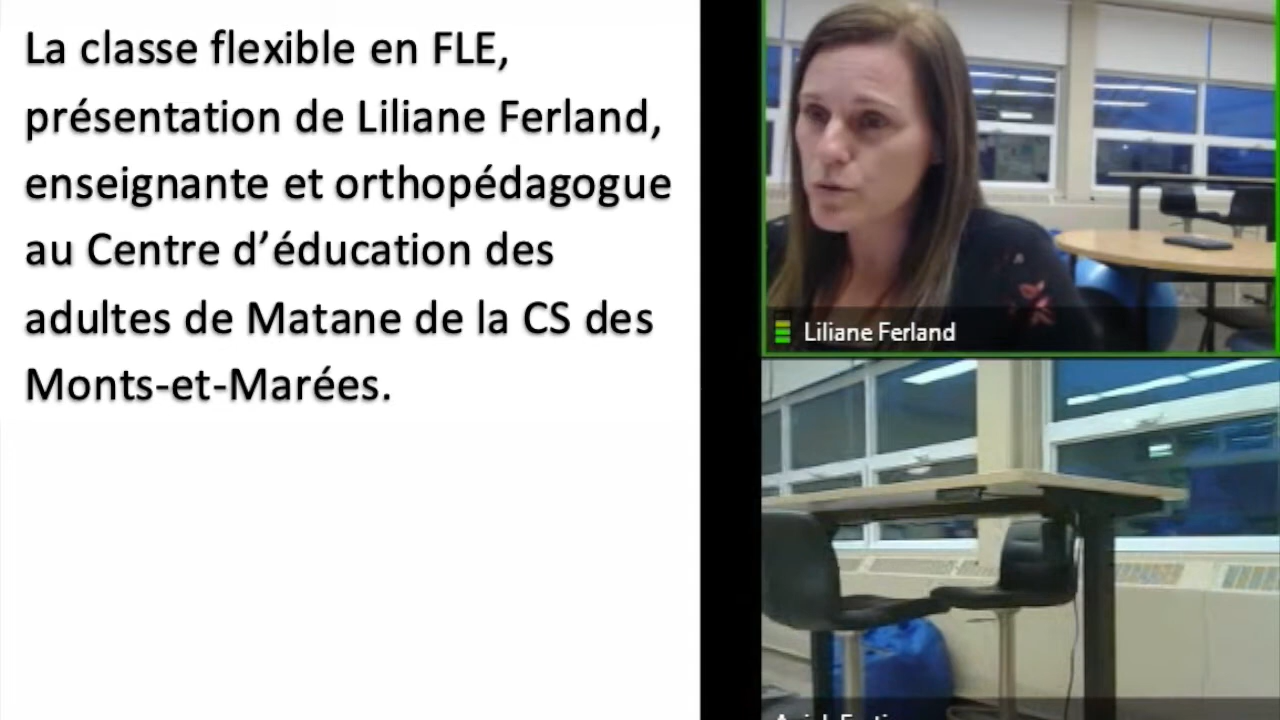 La classe flexible en FLE,
présentation de Liliane Ferland,
enseignante et orthopédagogue
au Centre d’éducation des
adultes de Matane de la CS des
Monts-et-Marées.
Liliane Ferland